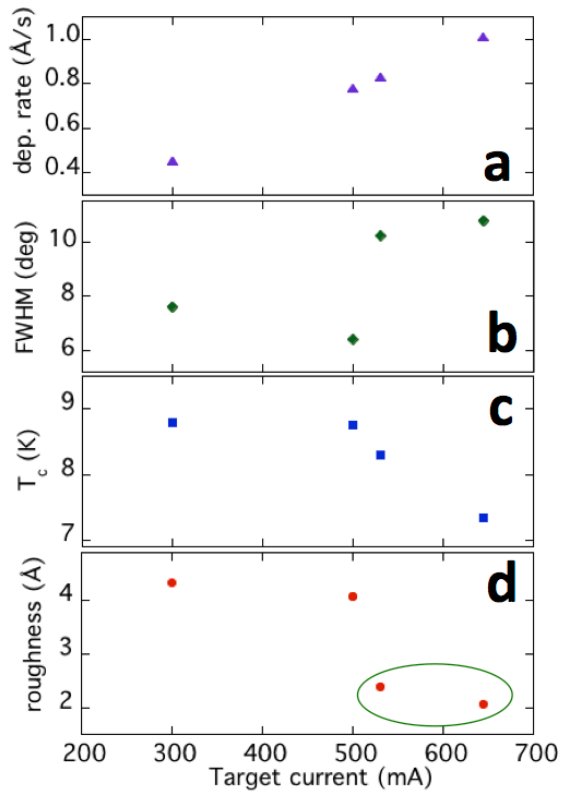 dep. rate (Å/s)
1.0
0.8
0.6
0.4
a
FWHM (deg)
10
8
6
b
T_c (K)
9
8
7
c
roughness (Å)
4
3
2
d
200 300 400 500 600 700
Target current (mA)